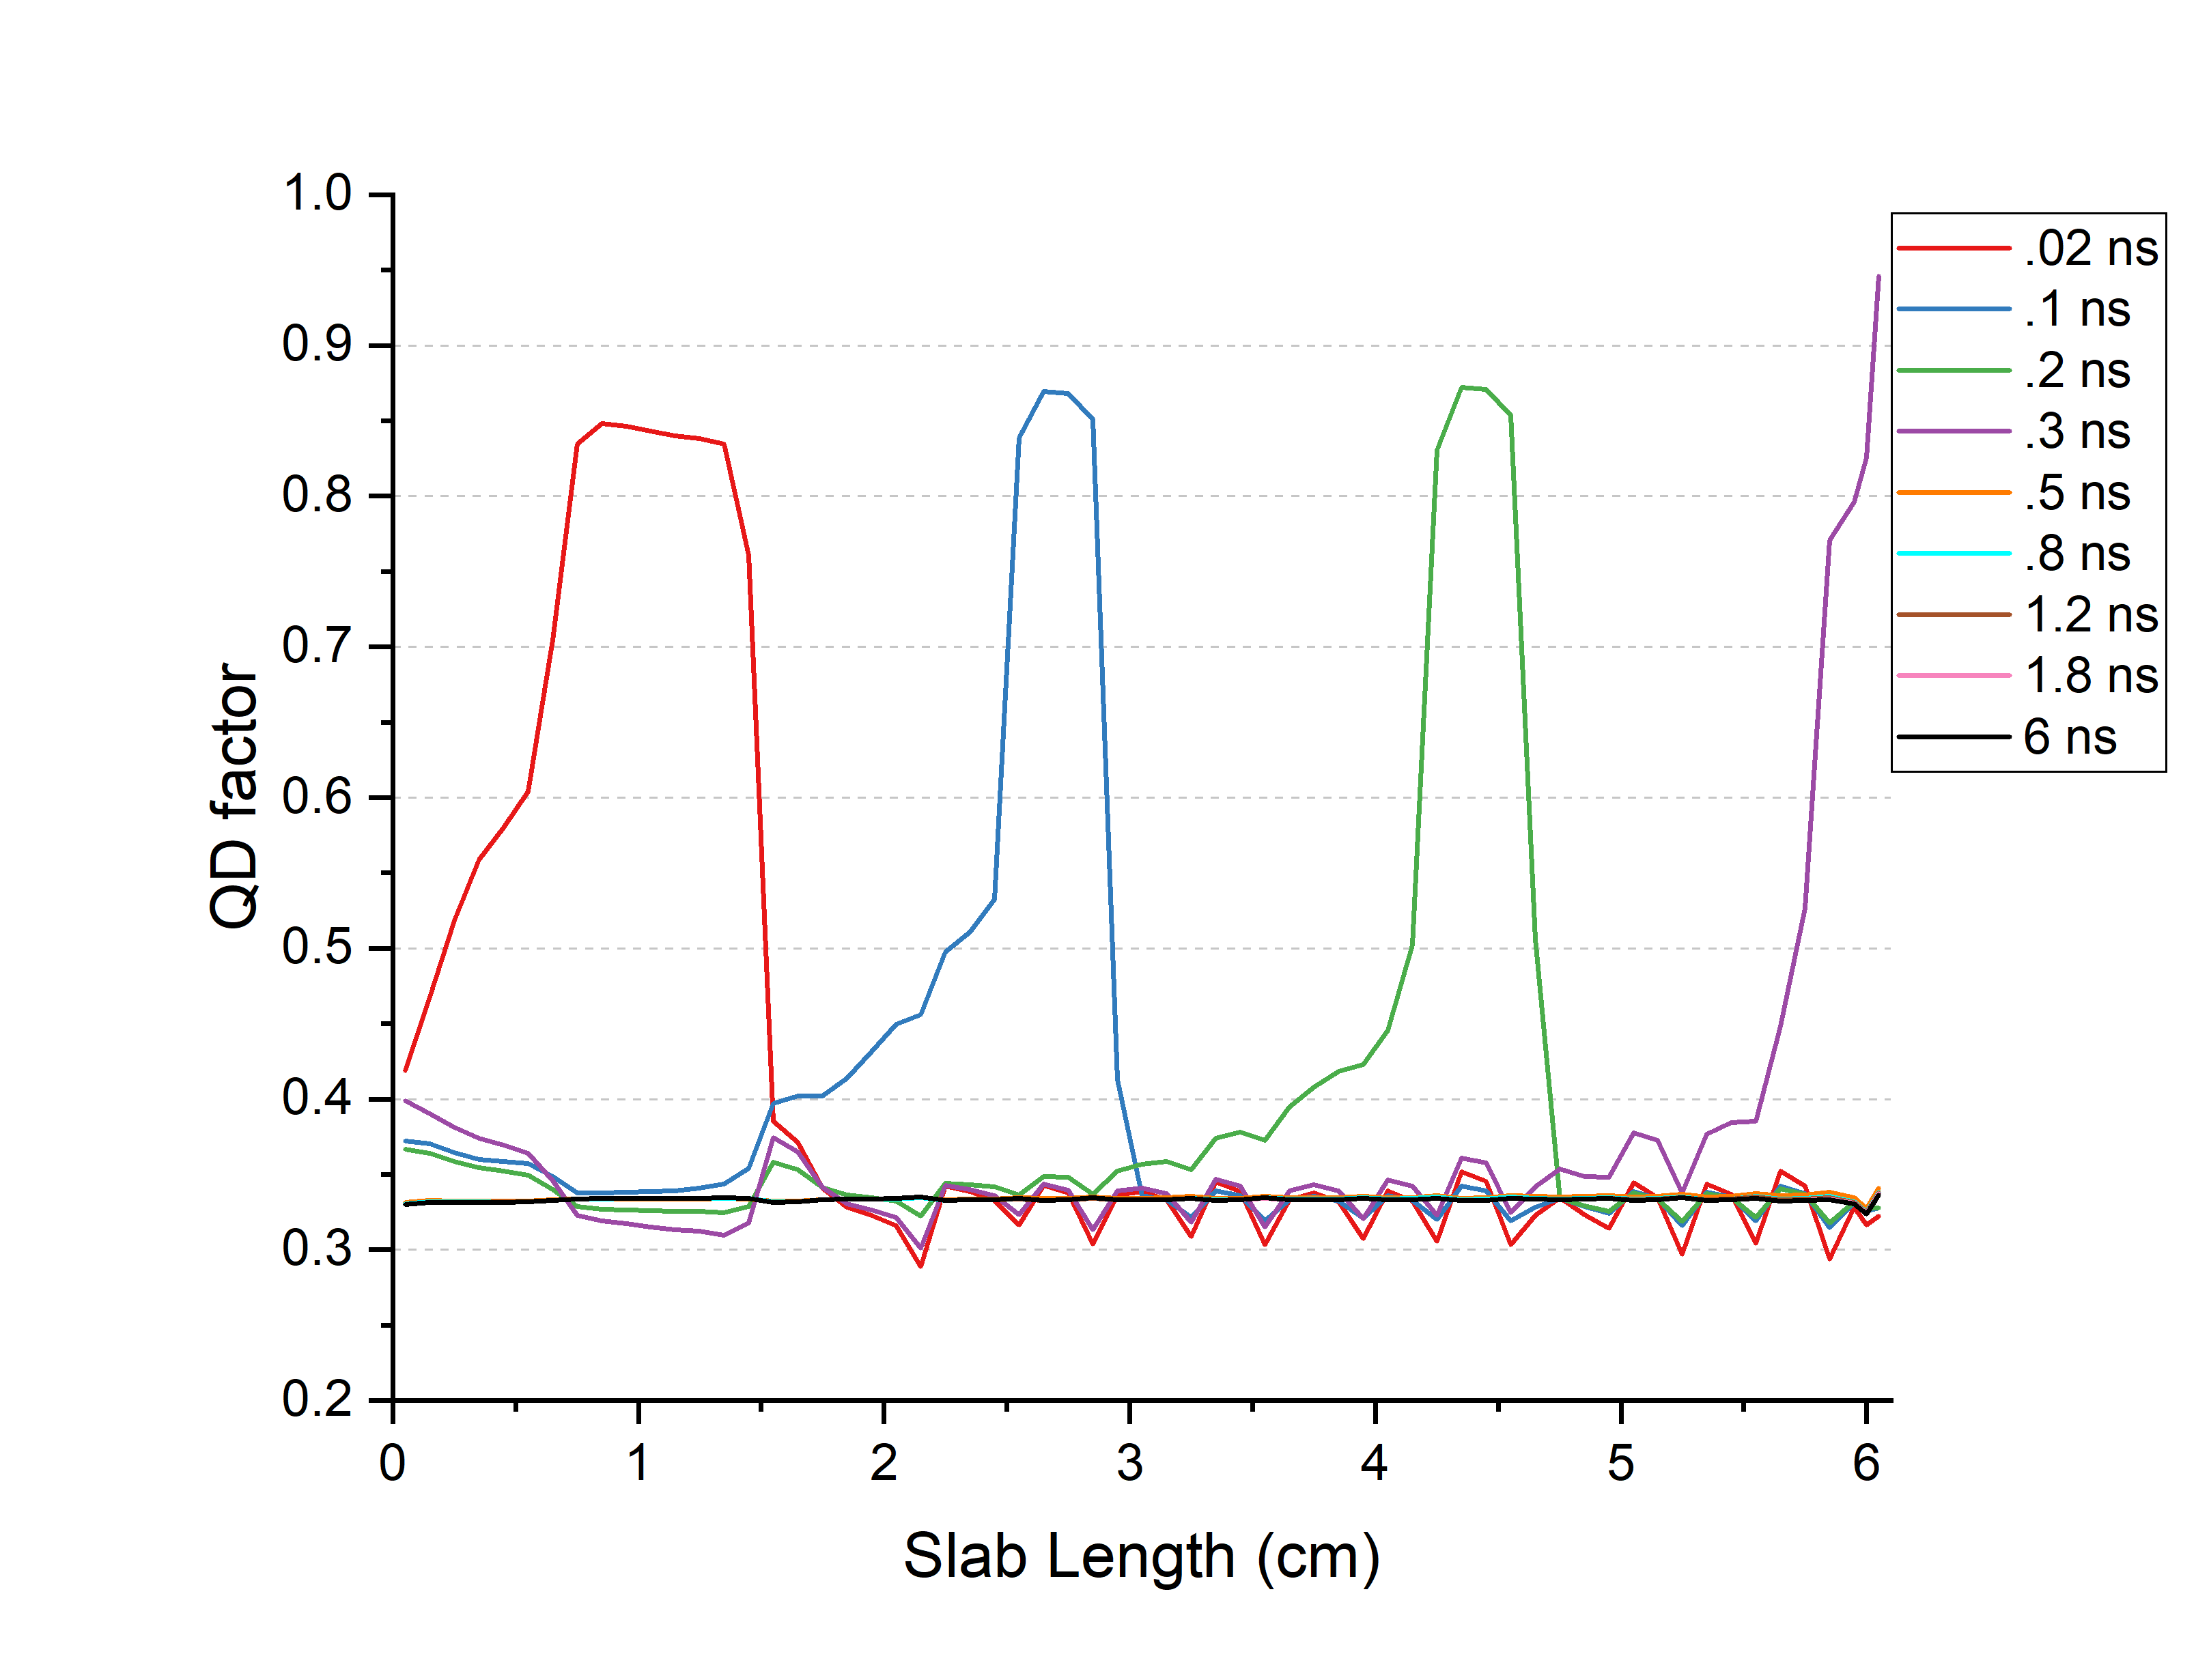 1.0
0.9
0.8
0.7
0.6
0.5
0.4
0.3
0.2
QD factor
0 1 2 3 4 5 6
Slab Length (cm)
.02 ns
.1 ns
.2 ns
.3 ns
.5 ns
.8 ns
1.2 ns
1.8 ns
6 ns